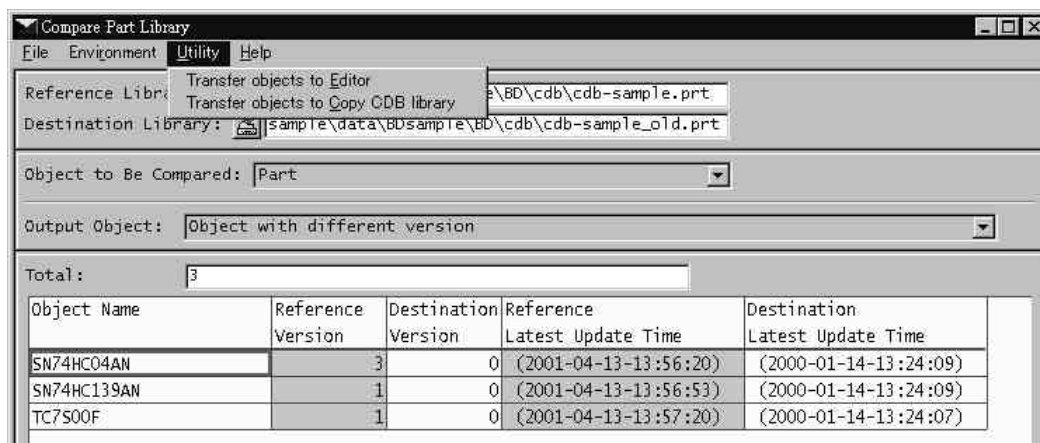 Compare Part Library
File Environment Utility Help
Transfer objects to Editor
Transfer objects to Copy CDB library
Reference Libr e\BD\cdb\cdb-sample.prt
Destination Library: sample\data\BDsample\BD\cdb\cdb-sample_old.prt
Object to Be Compared: Part
Output Object: Object with different version
Total: 3
Object Name Reference Version Destination Version Reference Latest Update Time Destination Latest Update Time
SN74HC04AN 3 0 (2001-04-13-13:56:20) (2000-01-14-13:24:09)
SN74HC139AN 1 0 (2001-04-13-13:56:53) (2000-01-14-13:24:09)
TC7S00F 1 0 (2001-04-13-13:57:20) (2000-01-14-13:24:07)